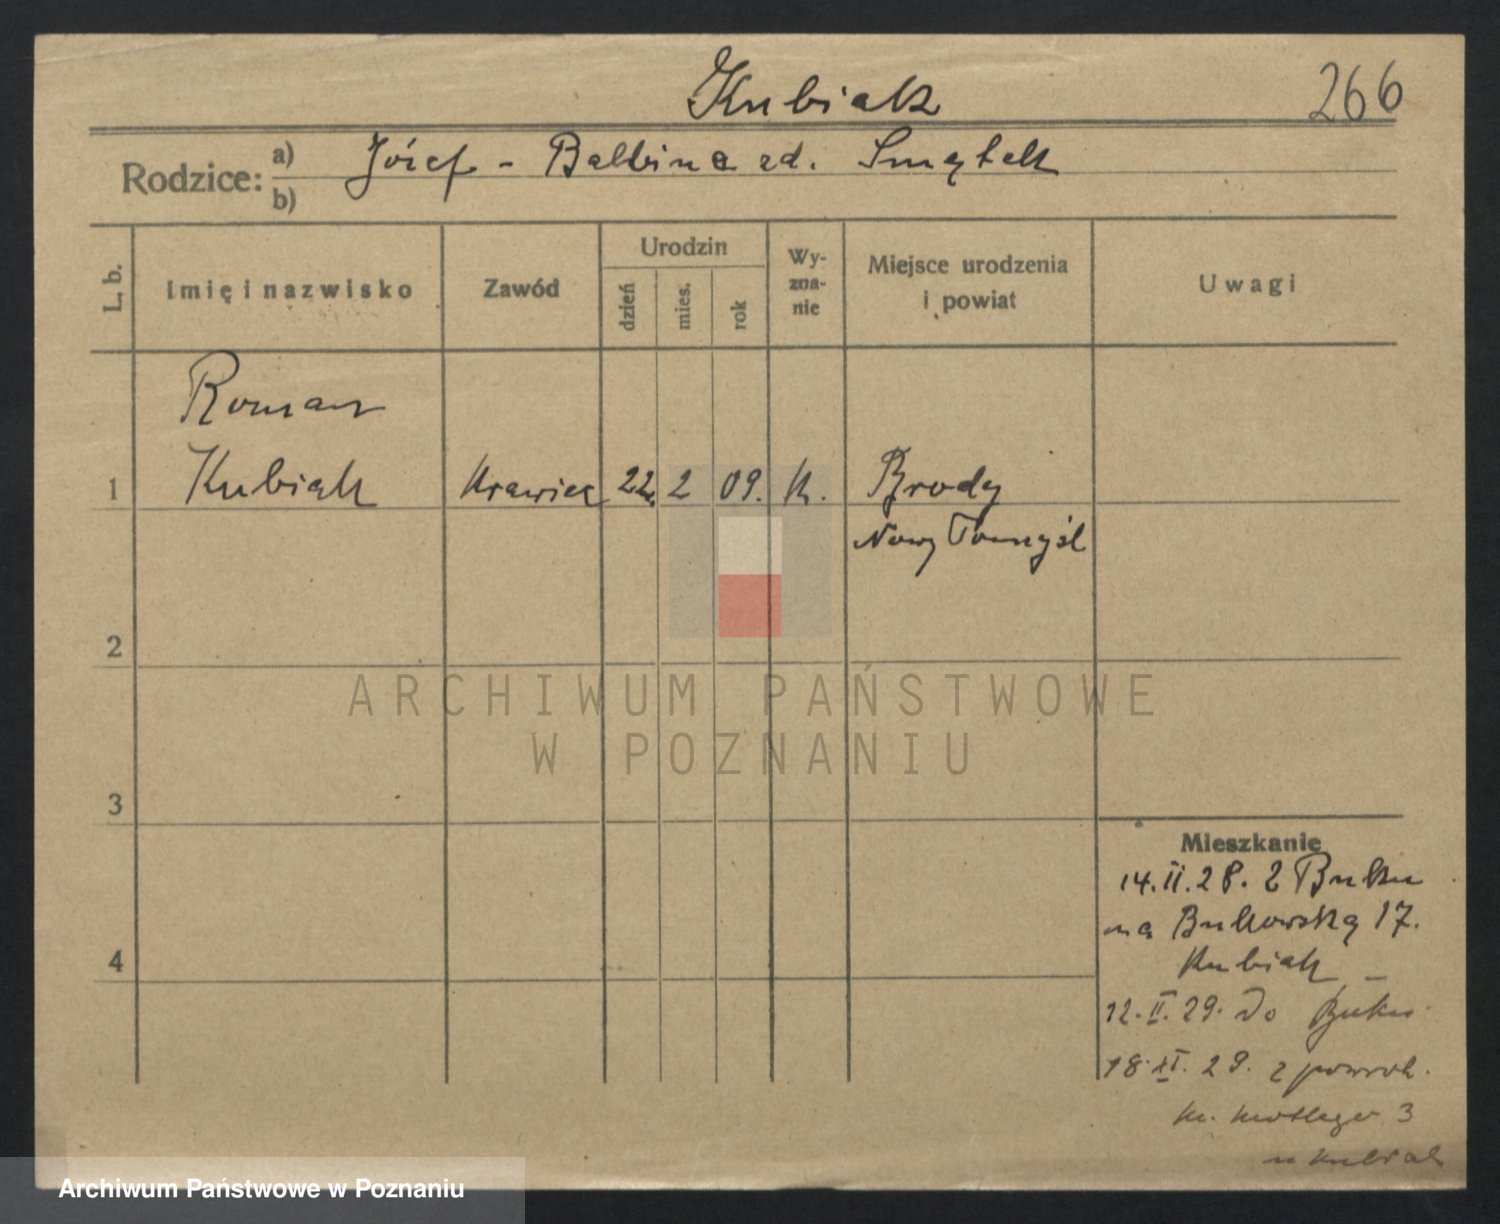 Kubiak
266
Rodzice: a) Józef - Balbina zd. Smętek
b)
L. b.
Imię i nazwisko
Zawód
Urodzin
dzień
mies.
rok
Wy-
zna-
nie
Miejsce urodzenia
i powiat
Uwagi
Roman
1 Kubiak Krawiec 22. 2 09. K. Brody
Nowy Tomyśl
2
3
4
ARCHIWUM PAŃSTWOWE
W POZNANIU
Mieszkanie
14.II.28. z Buku
na Bukowską 17.
Kubiak
12.II.29. do Buku.
18.XI.29. z powrot.
3
u Kubiak
Archiwum Państwowe w Poznaniu